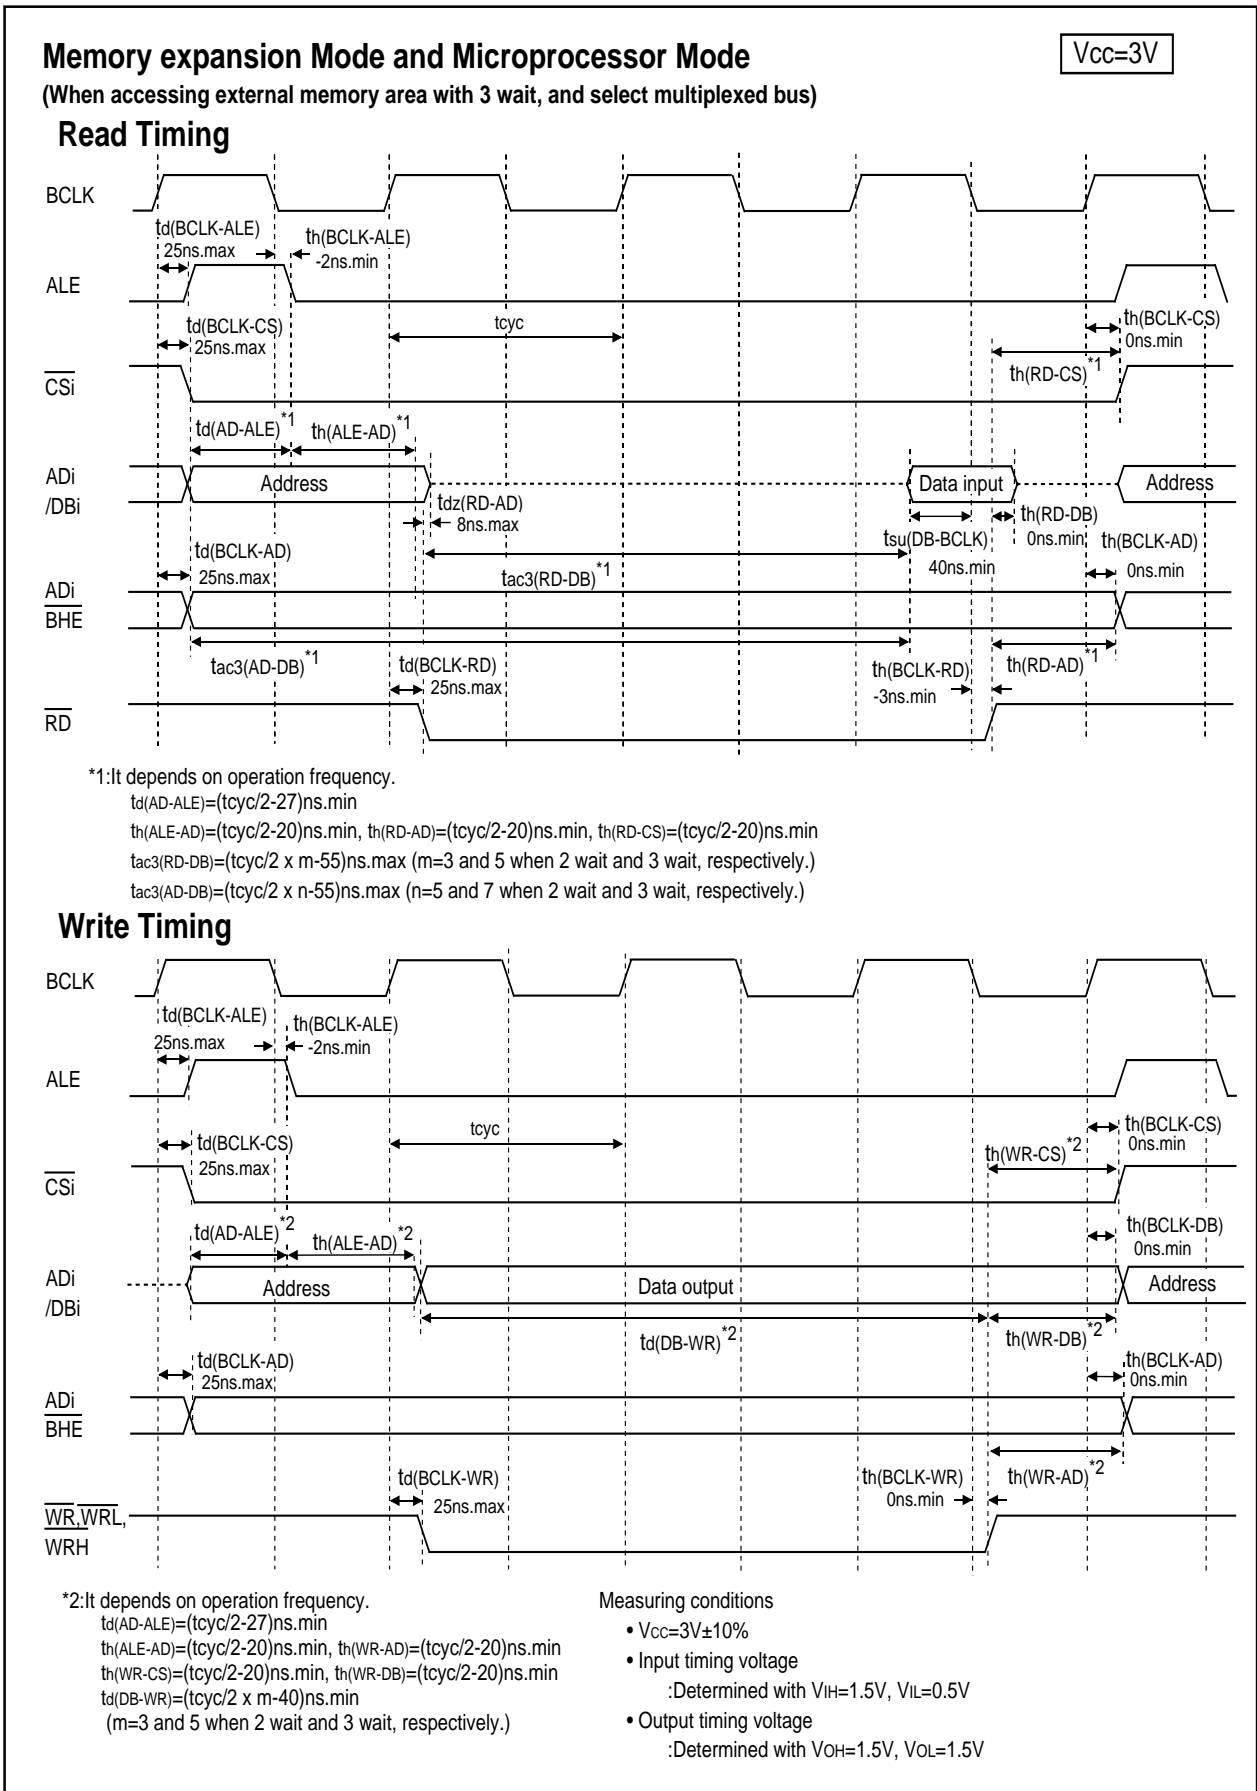 Memory expansion Mode and Microprocessor Mode
Vcc=3V
(When accessing external memory area with 3 wait, and select multiplexed bus)
Read Timing
BCLK
td(BCLK-ALE)
25ns.max
th(BCLK-ALE)
-2ns.min
ALE
td(BCLK-CS)
25ns.max
tcyc
th(BCLK-CS)
0ns.min
th(RD-CS)*1
CSi
td(AD-ALE)*1
th(ALE-AD)*1
ADi
/DBi
Address
Data input
Address
tdz(RD-AD)
8ns.max
th(RD-DB)
0ns.min
tsu(DB-BCLK)
40ns.min
td(BCLK-AD)
25ns.max
tac3(RD-DB)*1
th(BCLK-AD)
0ns.min
ADi
BHE
tac3(AD-DB)*1
td(BCLK-RD)
25ns.max
th(BCLK-RD)
-3ns.min
th(RD-AD)*1
RD
*1:It depends on operation frequency.
td(AD-ALE)=(tcyc/2-27)ns.min
th(ALE-AD)=(tcyc/2-20)ns.min, th(RD-AD)=(tcyc/2-20)ns.min, th(RD-CS)=(tcyc/2-20)ns.min
tac3(RD-DB)=(tcyc/2 x m-55)ns.max (m=3 and 5 when 2 wait and 3 wait, respectively.)
tac3(AD-DB)=(tcyc/2 x n-55)ns.max (n=5 and 7 when 2 wait and 3 wait, respectively.)
Write Timing
BCLK
td(BCLK-ALE)
25ns.max
th(BCLK-ALE)
-2ns.min
ALE
td(BCLK-CS)
25ns.max
tcyc
th(BCLK-CS)
0ns.min
th(WR-CS)*2
CSi
td(AD-ALE)*2
th(ALE-AD)*2
th(BCLK-DB)
0ns.min
ADi
/DBi
Address
Data output
Address
td(DB-WR)*2
th(WR-DB)*2
td(BCLK-AD)
25ns.max
th(BCLK-AD)
0ns.min
ADi
BHE
td(BCLK-WR)
25ns.max
th(BCLK-WR)
0ns.min
th(WR-AD)*2
WR,WRL,
WRH
*2:It depends on operation frequency.
td(AD-ALE)=(tcyc/2-27)ns.min
th(ALE-AD)=(tcyc/2-20)ns.min, th(WR-AD)=(tcyc/2-20)ns.min
th(WR-CS)=(tcyc/2-20)ns.min, th(WR-DB)=(tcyc/2-20)ns.min
td(DB-WR)=(tcyc/2 x m-40)ns.min
(m=3 and 5 when 2 wait and 3 wait, respectively.)
Measuring conditions
• VCC=3V±10%
• Input timing voltage
:Determined with VIH=1.5V, VIL=0.5V
• Output timing voltage
:Determined with VOH=1.5V, VOL=1.5V